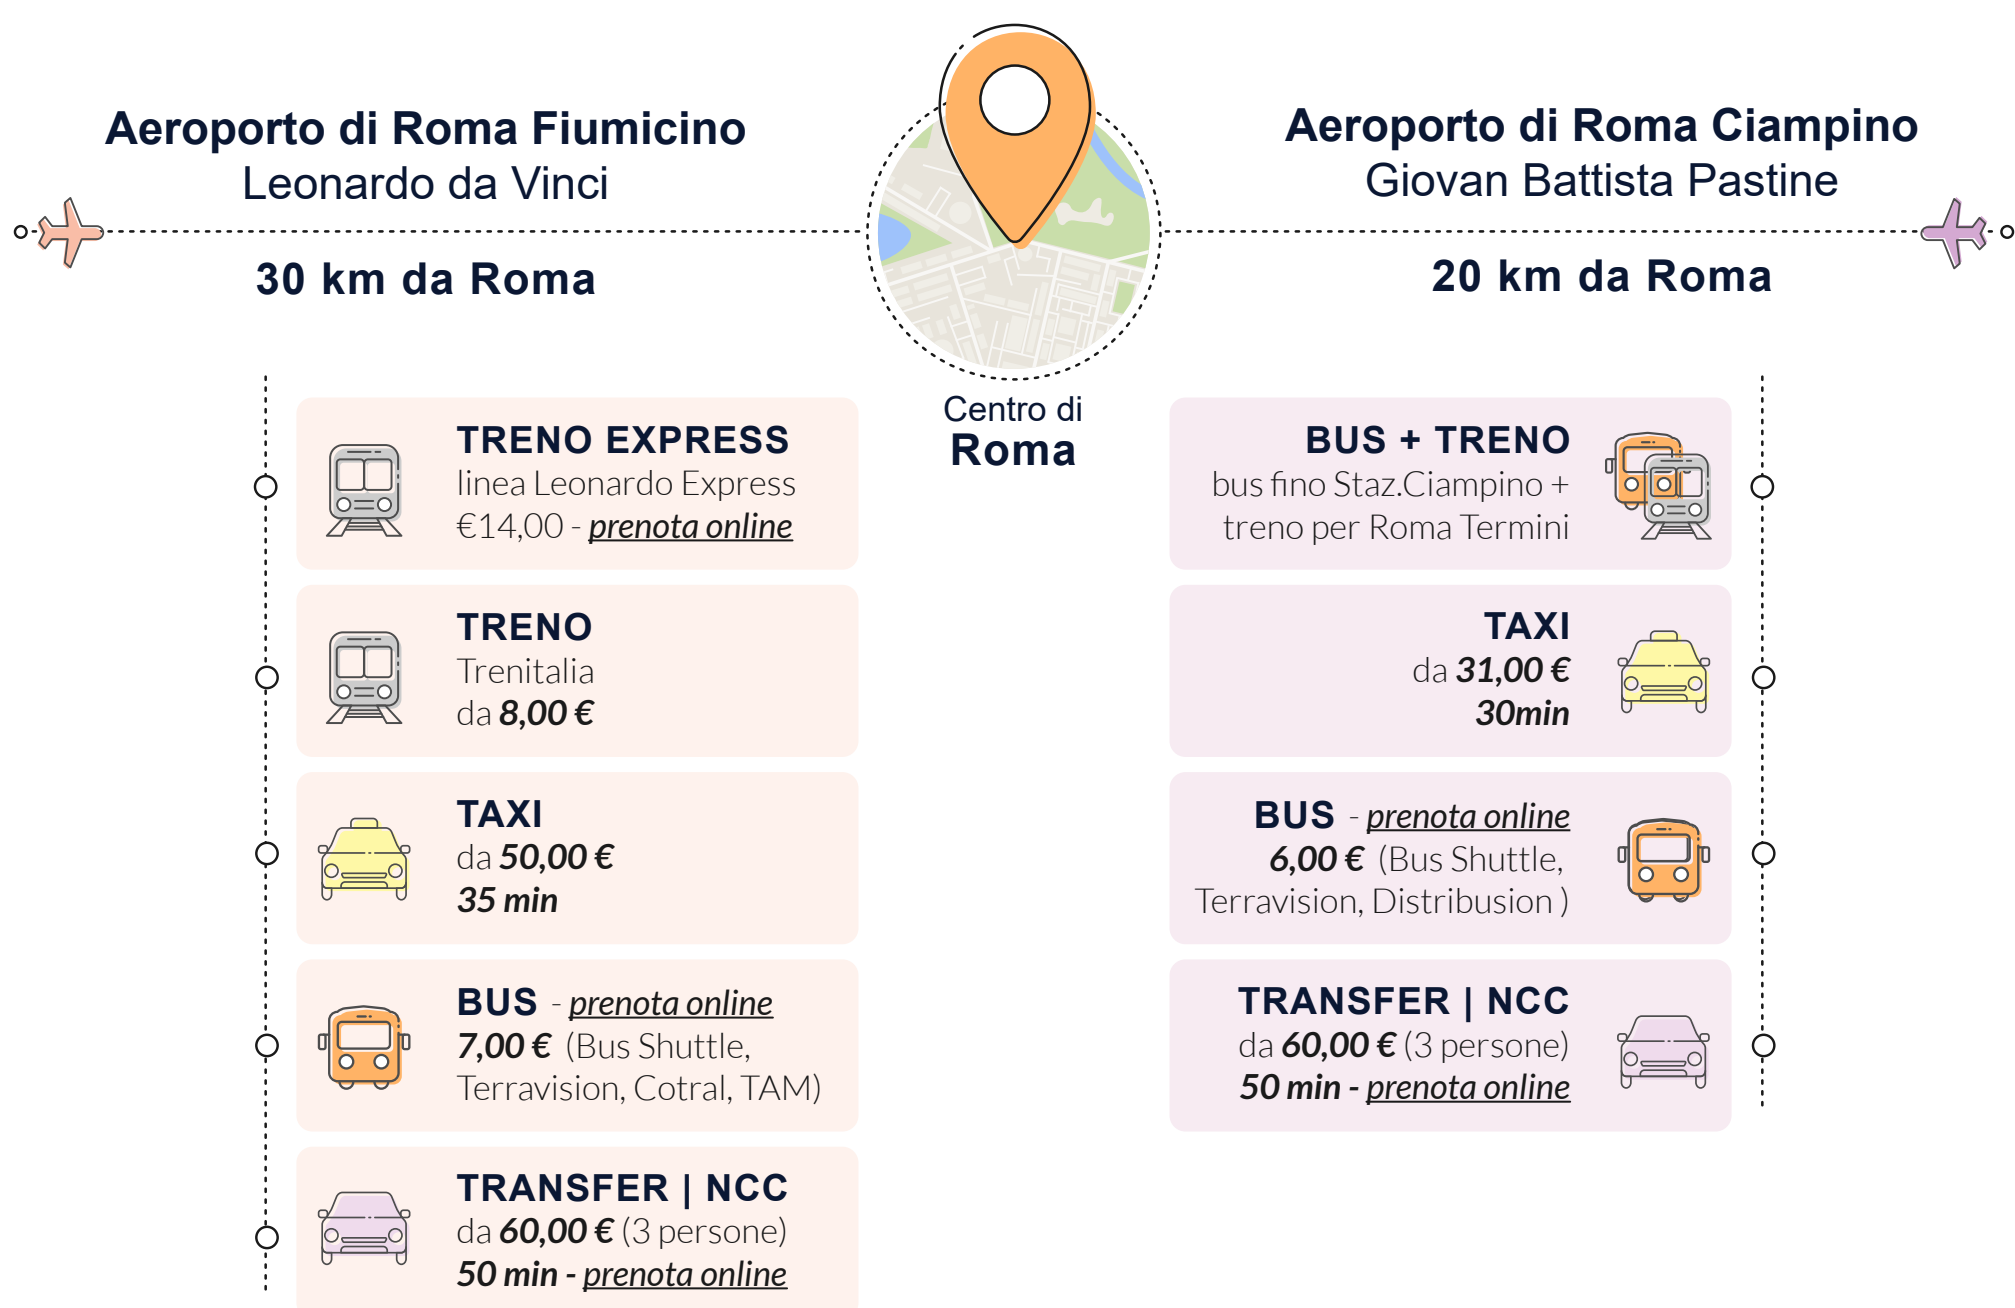 Aeroporto di Roma Fiumicino
Leonardo da Vinci
30 km da Roma
Centro di
Roma
Aeroporto di Roma Ciampino
Giovan Battista Pastine
20 km da Roma
TRENO EXPRESS
linea Leonardo Express
€14,00 - prenota online
TRENO
Trenitalia
da 8,00 €
TAXI
da 50,00 €
35 min
BUS - prenota online
7,00 € (Bus Shuttle,
Terravision, Cotral, TAM)
TRANSFER | NCC
da 60,00 € (3 persone)
50 min - prenota online
BUS + TRENO
bus fino Staz.Ciampino +
treno per Roma Termini
TAXI
da 31,00 €
30min
BUS - prenota online
6,00 € (Bus Shuttle,
Terravision, Distribusion )
TRANSFER | NCC
da 60,00 € (3 persone)
50 min - prenota online